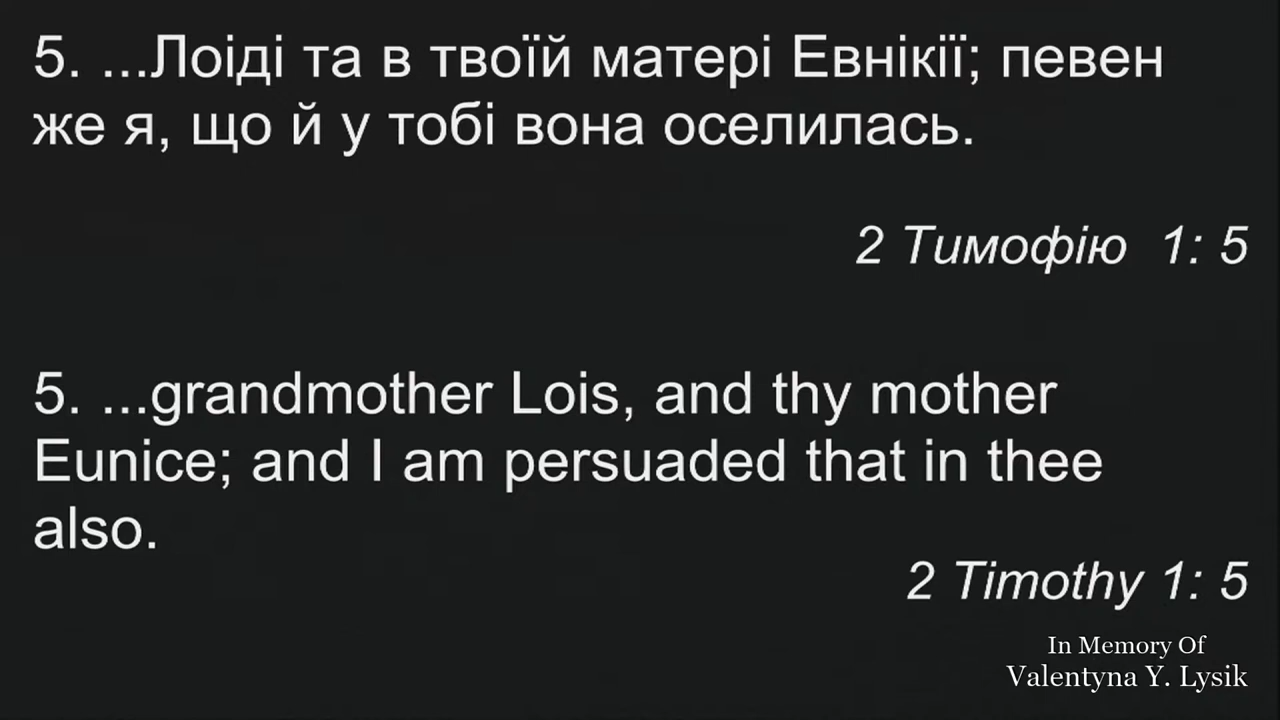 5. ...Лоіді та в твоїй матері Евнікії; певен
же я, що й у тобі вона оселилась.
2 Тимофію 1: 5
5. ...grandmother Lois, and thy mother
Eunice; and I am persuaded that in thee
also.
2 Timothy 1: 5
In Memory Of
Valentyna Y. Lysik